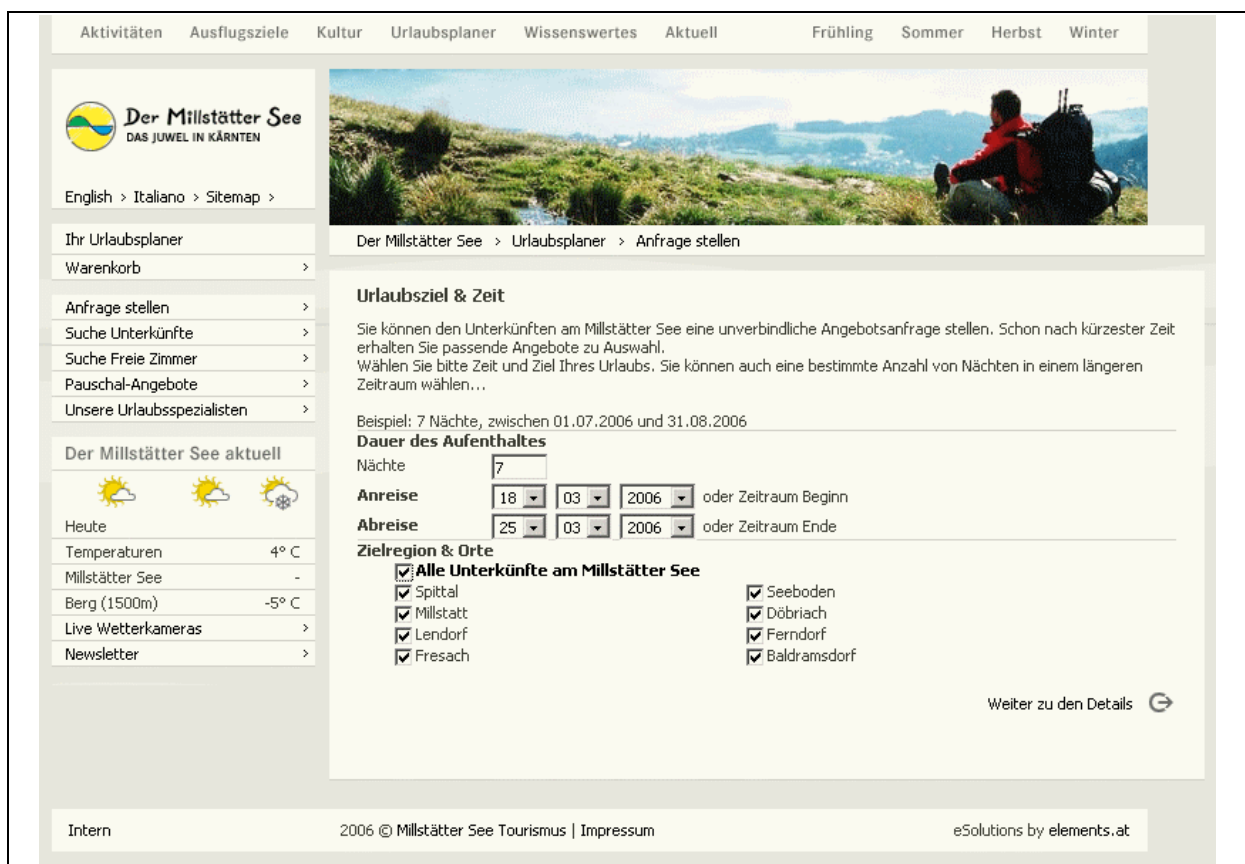 Aktivitäten Ausflugsziele Kultur Urlaubsplaner Wissenswertes Aktuell Frühling Sommer Herbst Winter
Der Millstätter See
DAS JUWEL IN KÄRNTEN
English > Italiano > Sitemap >
Ihr Urlaubsplaner
Warenkorb >
Anfrage stellen >
Suche Unterkünfte >
Suche Freie Zimmer >
Pauschal-Angebote >
Unsere Urlaubsspezialisten >
Der Millstätter See aktuell
Heute
Temperaturen 4° C
Millstätter See -
Berg (1500m) -5° C
Live Wetterkameras >
Newsletter >
Der Millstätter See > Urlaubsplaner > Anfrage stellen
Urlaubsziel & Zeit
Sie können den Unterkünften am Millstätter See eine unverbindliche Angebotsanfrage stellen. Schon nach kürzester Zeit
erhalten Sie passende Angebote zu Auswahl.
Wählen Sie bitte Zeit und Ziel Ihres Urlaubs. Sie können auch eine bestimmte Anzahl von Nächten in einem längeren
Zeitraum wählen...
Beispiel: 7 Nächte, zwischen 01.07.2006 und 31.08.2006
Dauer des Aufenthaltes
Nächte 7
Anreise 18 03 2006 oder Zeitraum Beginn
Abreise 25 03 2006 oder Zeitraum Ende
Zielregion & Orte
Alle Unterkünfte am Millstätter See
Spittal Seeboden
Millstatt Döbriach
Lendorf Ferndorf
Fresach Baldramsdorf
Weiter zu den Details
Intern 2006 © Millstätter See Tourismus | Impressum eSolutions by elements.at